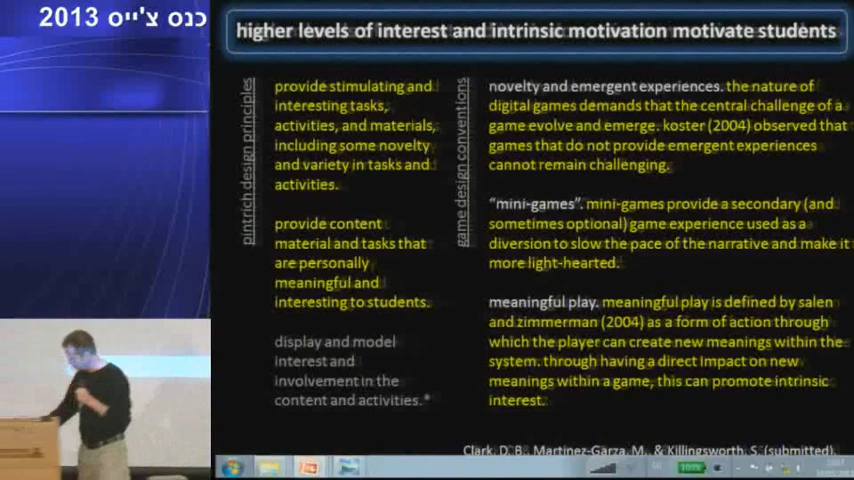 כנס צ'ייס 2013
higher levels of interest and intrinsic motivation motivate students
pintrich design principles
provide stimulating and
interesting tasks,
activities, and materials,
including some novelty
and variety in tasks and
activities.
provide content
material and tasks that
are personally
meaningful and
interesting to students.
display and model
interest and
involvement in the
content and activities.*
game design conventions
novelty and emergent experiences. the nature of
digital games demands that the central challenge of a
game evolve and emerge. koster (2004) observed that
games that do not provide emergent experiences
cannot remain challenging.
“mini-games”. mini-games provide a secondary (and
sometimes optional) game experience used as a
diversion to slow the pace of the narrative and make it
more light-hearted.
meaningful play. meaningful play is defined by salen
and zimmerman (2004) as a form of action through
which the player can create new meanings within the
system. through having a direct impact on new
meanings within a game, this can promote intrinsic
interest.
Clark, D. B., Martinez-Garza, M., & Killingsworth, S. (submitted).
100%